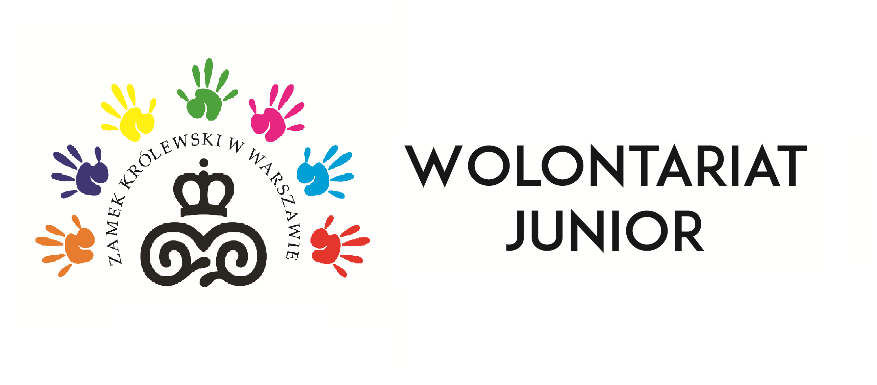 ZAMEK KRÓLEWSKI W WARSZAWIE
WOLONTARIAT
JUNIOR